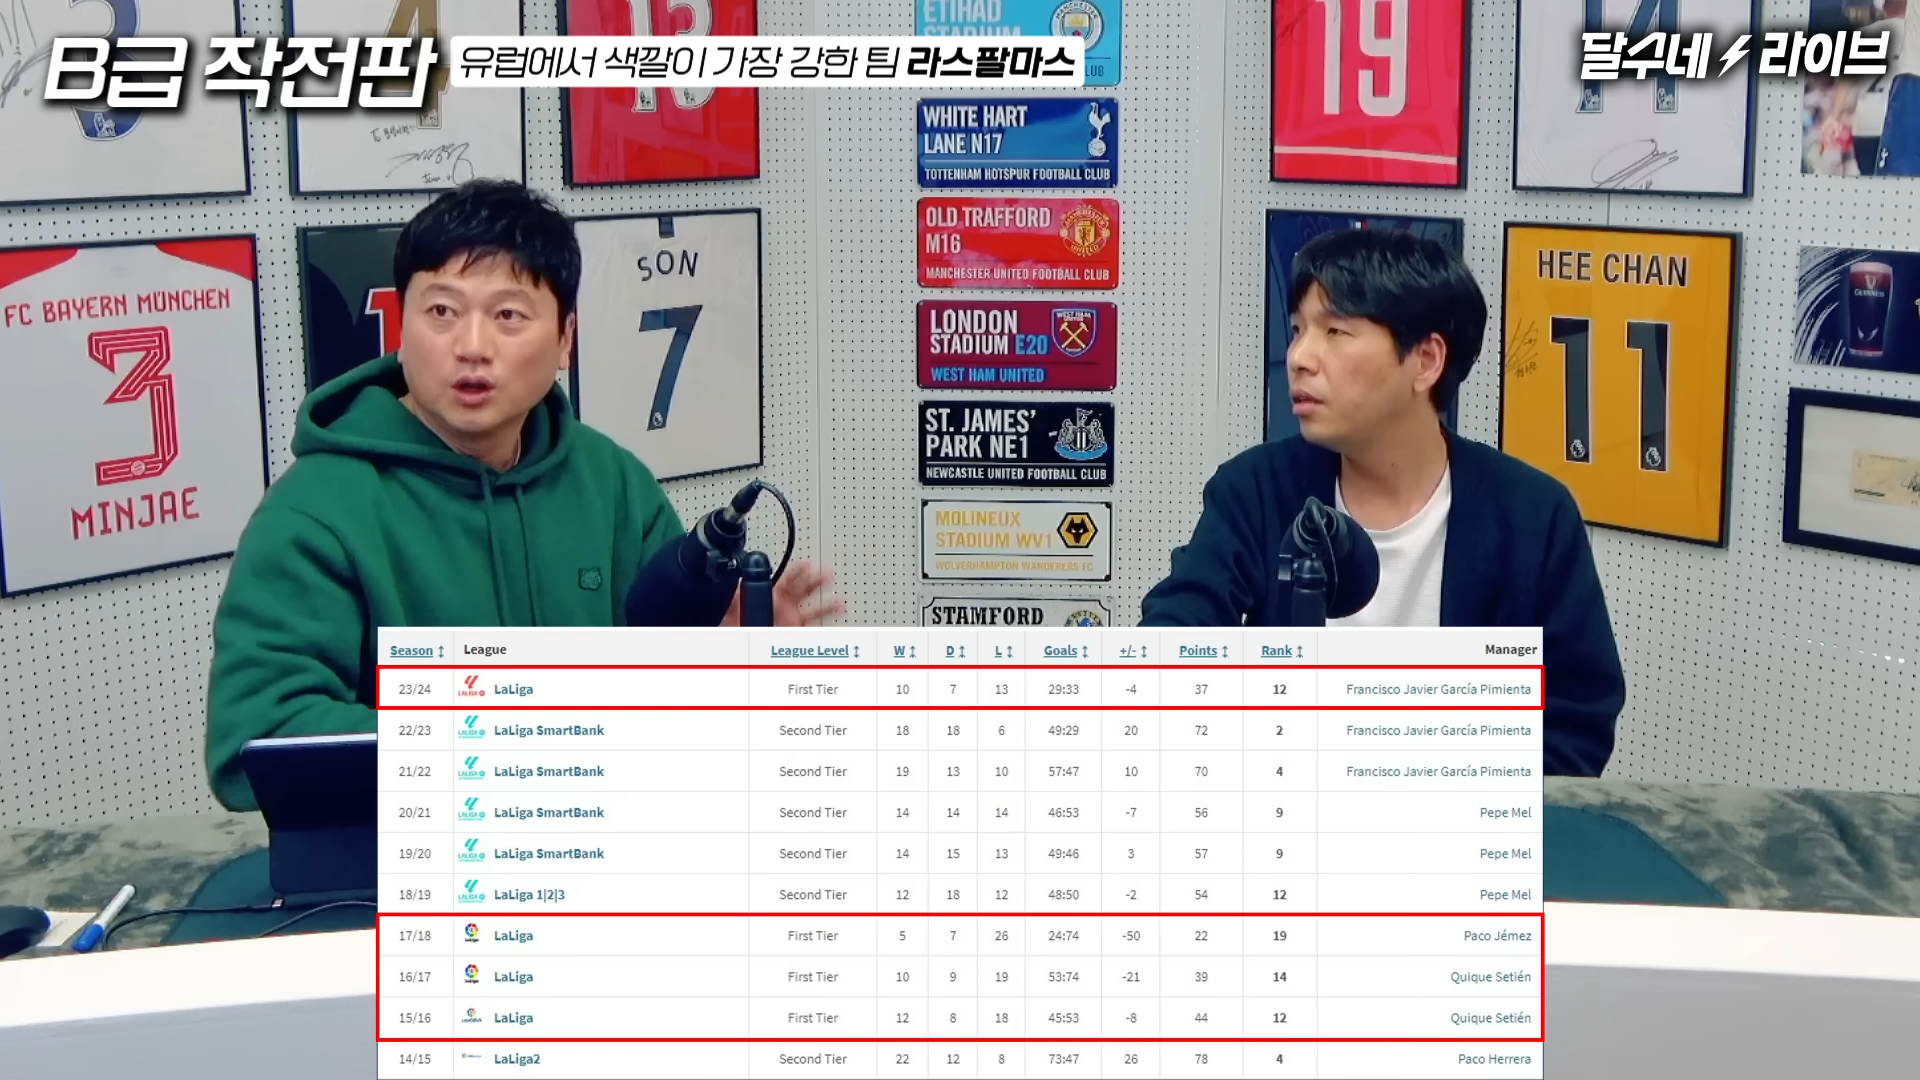 B급 작전판
유럽에서 색깔이 가장 강한 팀 라스팔마스
달수네 라이브
ETIHAD
STADIUM
CLUB
13
19
14
WHITE HART
LANE N17
TOTTENHAM HOTSPUR FOOTBALL CLUB
OLD TRAFFORD
M16
MANCHESTER UNITED FOOTBALL CLUB
LONDON
STADIUM E20
WEST HAM UNITED
ST. JAMES'
PARK NE1
NEWCASTLE UNITED FOOTBALL CLUB
MOLINEUX
STADIUM WV1
WOLVERHAMPTON WANDERERS FC
STAMFORD
FC BAYERN MÜNCHEN
3
MINJAE
SON
7
HEE CHAN
11
GUINNESS
Season League League Level W D L Goals +/- Points Rank Manager
23/24 LaLiga First Tier 10 7 13 29:33 -4 37 12 Francisco Javier García Pimienta
22/23 LaLiga SmartBank Second Tier 18 18 6 49:29 20 72 2 Francisco Javier García Pimienta
21/22 LaLiga SmartBank Second Tier 19 13 10 57:47 10 70 4 Francisco Javier García Pimienta
20/21 LaLiga SmartBank Second Tier 14 14 14 46:53 -7 56 9 Pepe Mel
19/20 LaLiga SmartBank Second Tier 14 15 13 49:46 3 57 9 Pepe Mel
18/19 LaLiga 1|2|3 Second Tier 12 18 12 48:50 -2 54 12 Pepe Mel
17/18 LaLiga First Tier 5 7 26 24:74 -50 22 19 Paco Jémez
16/17 LaLiga First Tier 10 9 19 53:74 -21 39 14 Quique Setién
15/16 LaLiga First Tier 12 8 18 45:53 -8 44 12 Quique Setién
14/15 LaLiga2 Second Tier 22 12 8 73:47 26 78 4 Paco Herrera